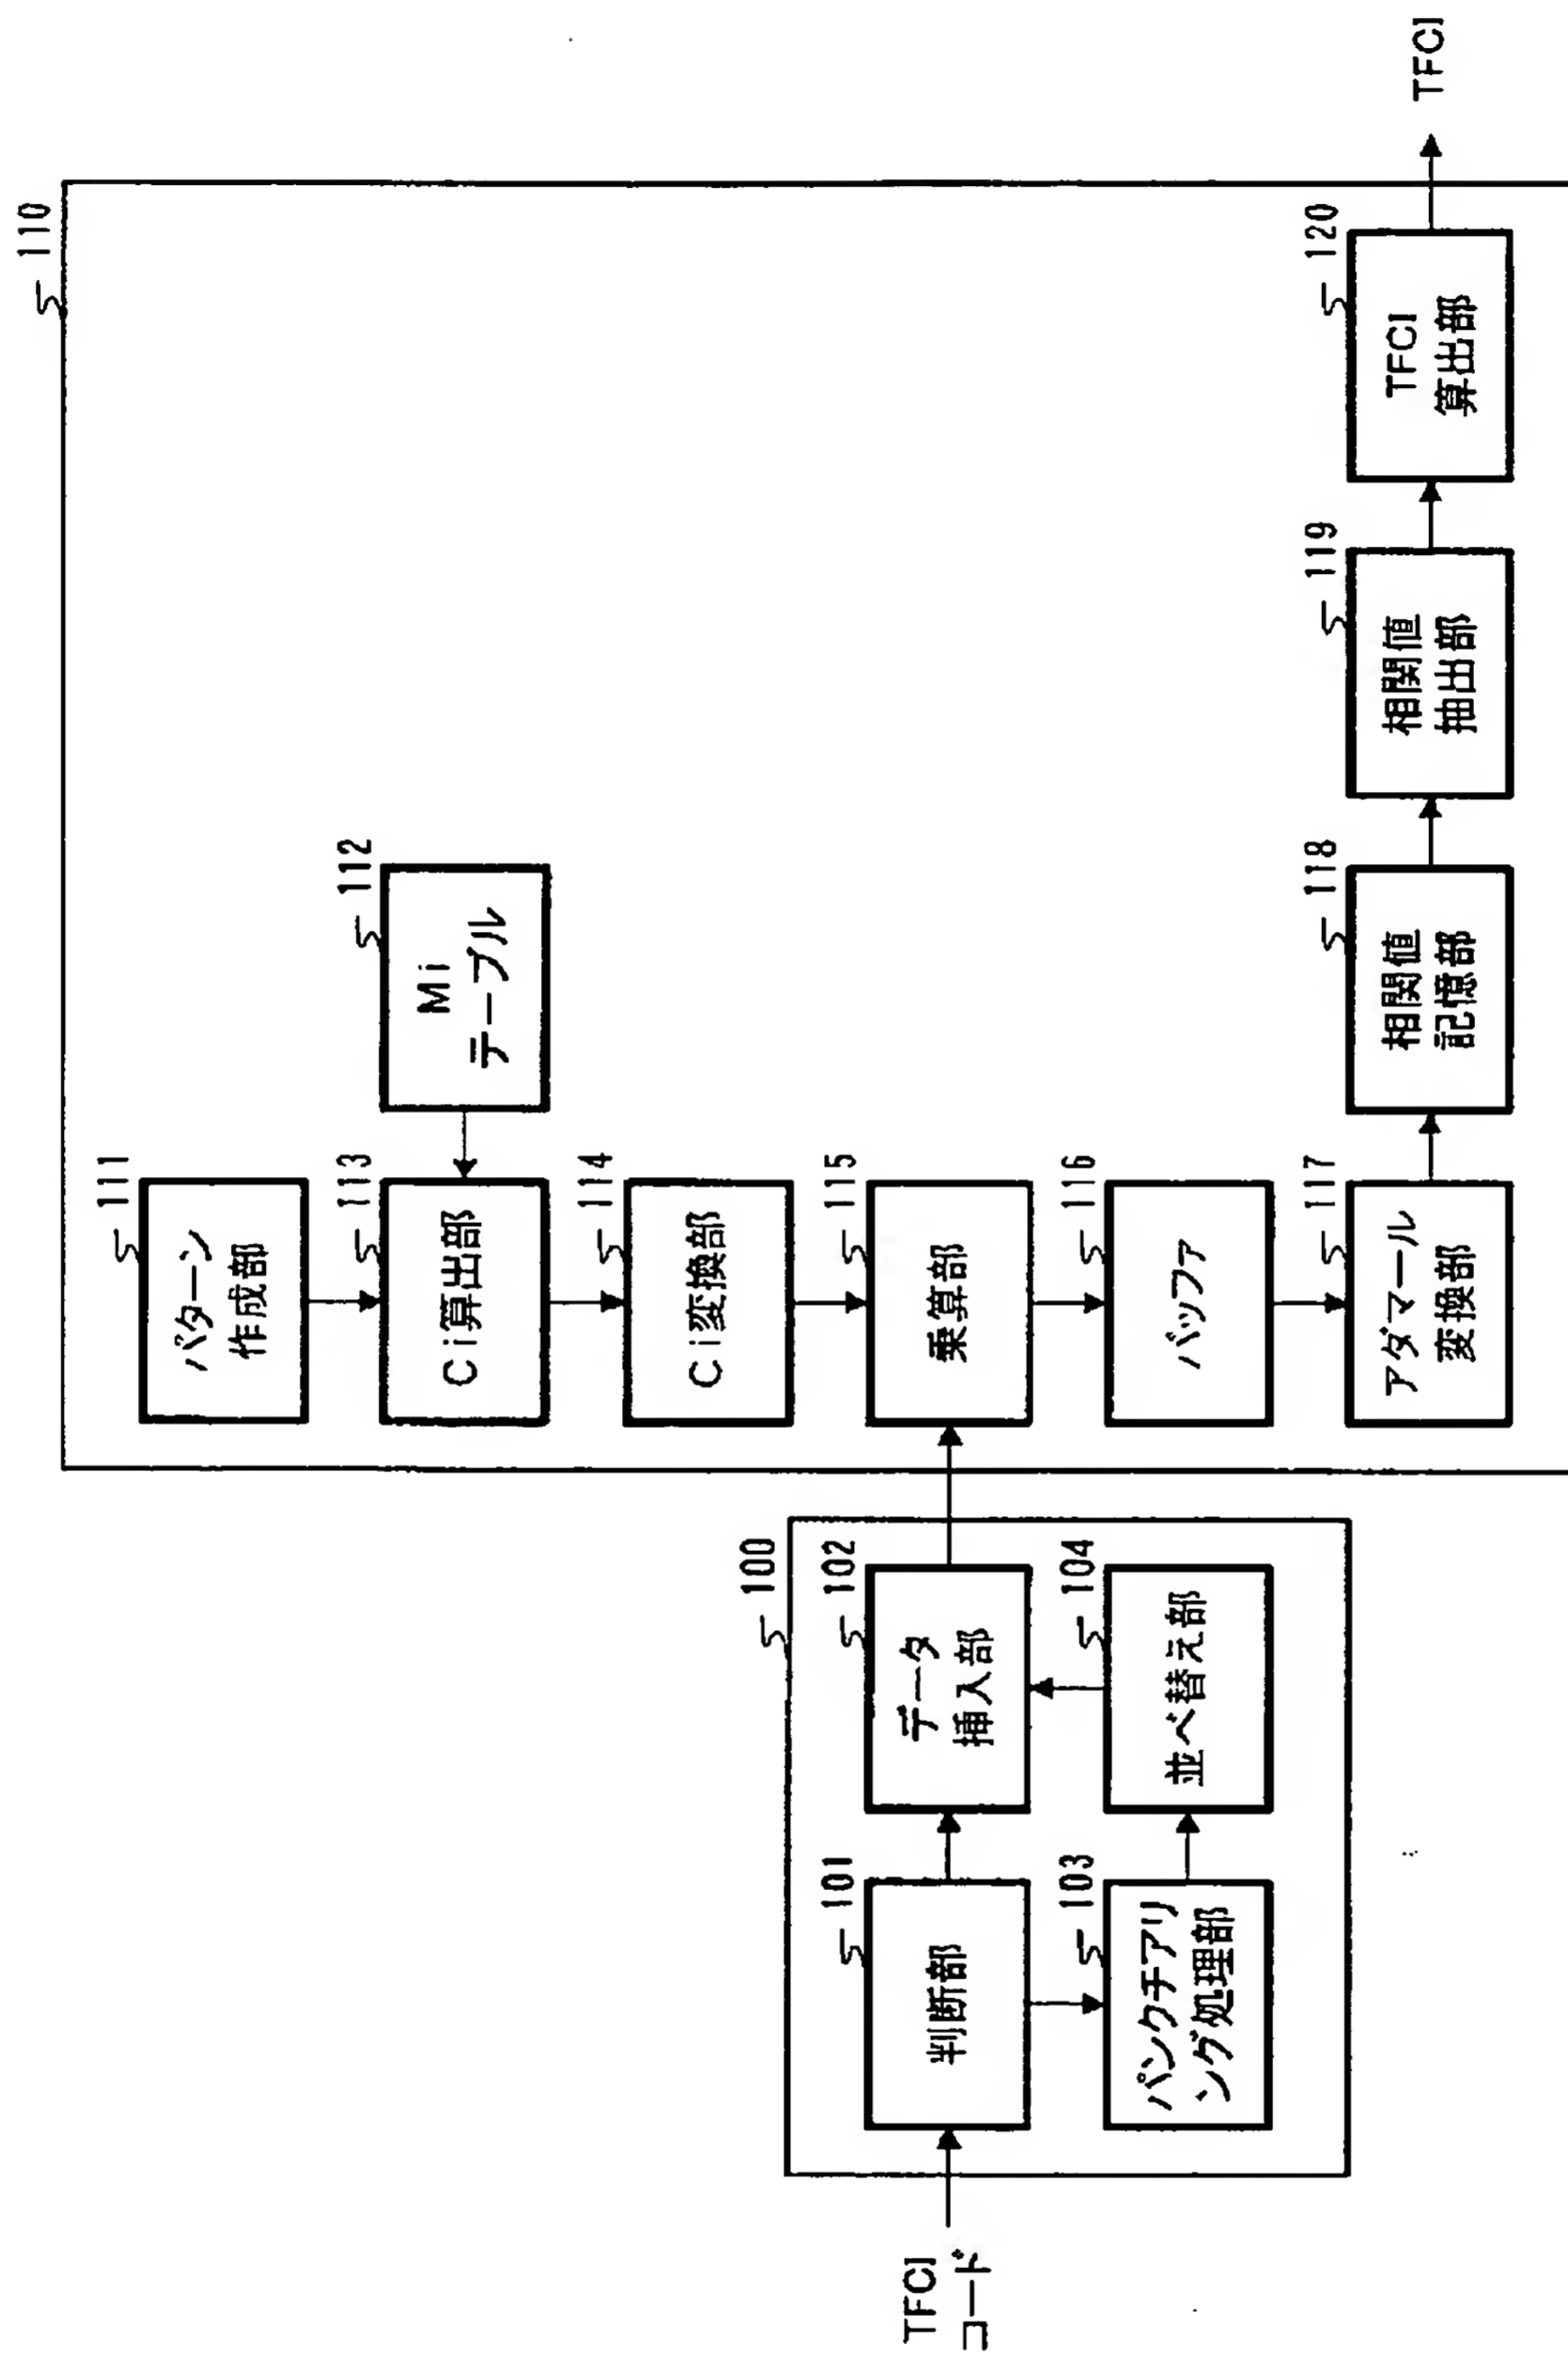 110
111
パターン
作成部
112
Mi
テーブル
113
Ci算出部
114
Ci変換部
100
101
判断部
102
データ
挿入部
115
乗算部
TFCI
コード
103
パンクチアリ
ング処理部
104
並べ替え部
116
バッファ
117
アダマール
変換部
118
相関値
記憶部
119
相関値
抽出部
120
TFCI
算出部
TFCI